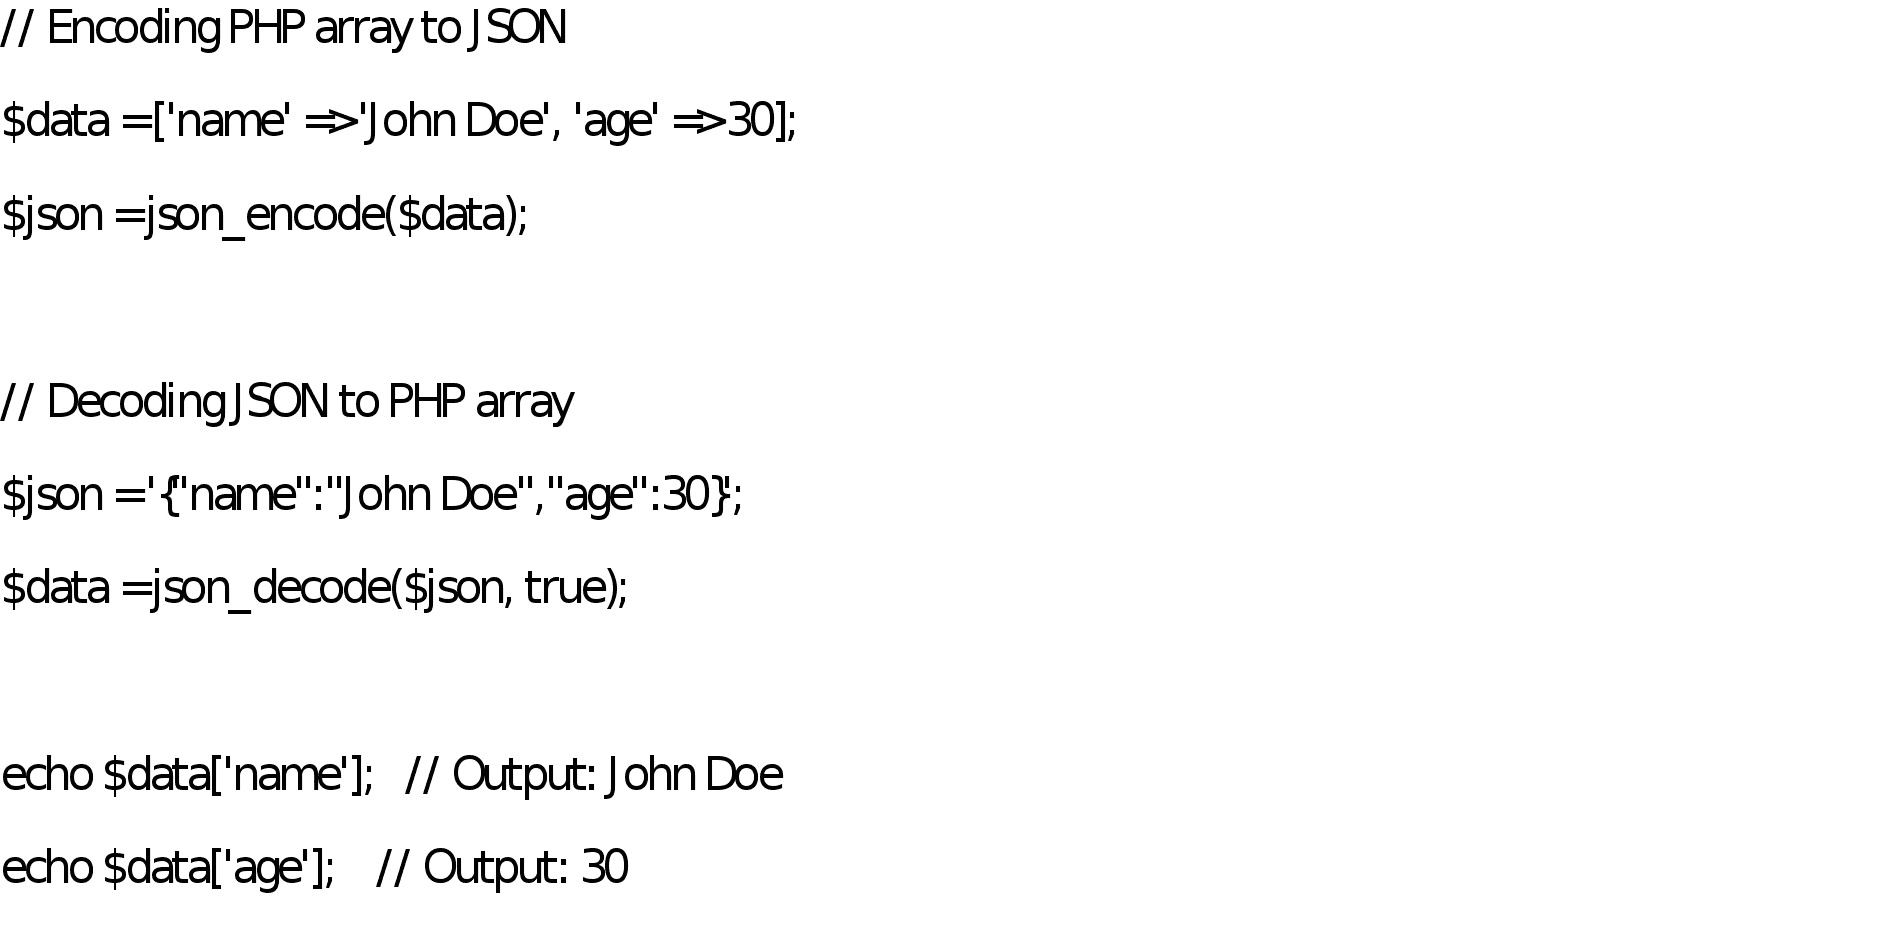 // Encoding PHP array to JSON
$data = ['name' => 'John Doe', 'age' => 30];
$json = json_encode($data);
// Decoding JSON to PHP array
$json = '{"name":"John Doe","age":30}';
$data = json_decode($json, true);
echo $data['name'];  // Output: John Doe
echo $data['age'];   // Output: 30